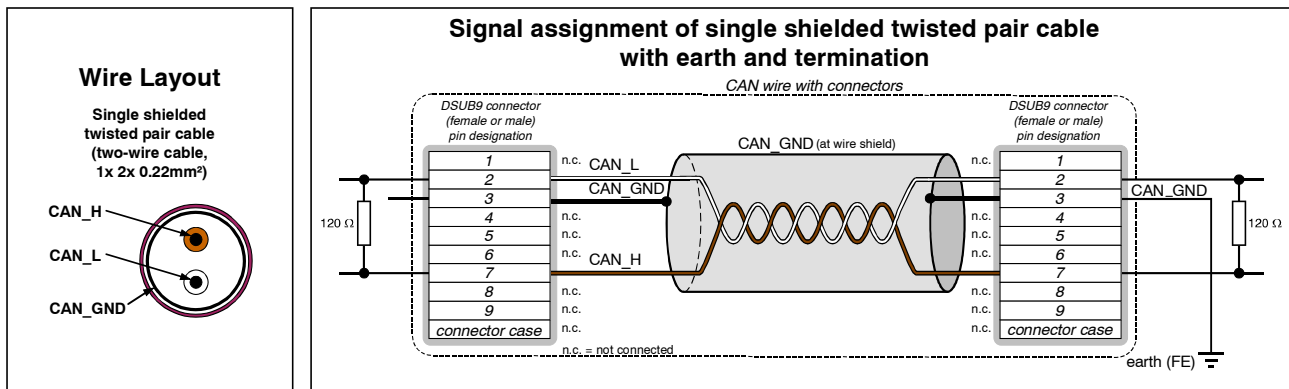 Wire Layout
Single shielded
twisted pair cable
(two-wire cable,
1x 2x 0.22mm²)
CAN_H
CAN_L
CAN_GND
Signal assignment of single shielded twisted pair cable
with earth and termination
CAN wire with connectors
DSUB9 connector
(female or male)
pin designation
120 Ω
1
2
3
4
5
6
7
8
9
connector case
n.c.
CAN_L
CAN_GND
n.c.
n.c.
n.c.
CAN_H
n.c.
n.c.
n.c.
n.c. = not connected
CAN_GND (at wire shield)
DSUB9 connector
(female or male)
pin designation
n.c.
n.c.
n.c.
n.c.
n.c.
n.c.
n.c.
1
2
3
4
5
6
7
8
9
connector case
CAN_GND
120 Ω
earth (FE)